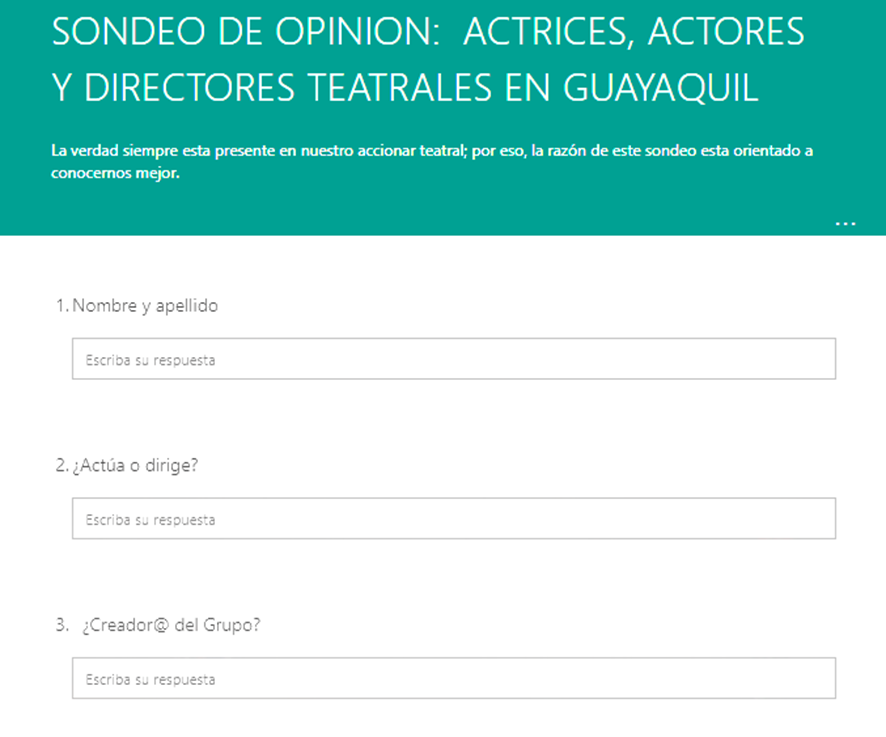 SONDEO DE OPINION:  ACTRICES, ACTORES
Y DIRECTORES TEATRALES EN GUAYAQUIL
La verdad siempre esta presente en nuestro accionar teatral; por eso, la razón de este sondeo esta orientado a
conocernos mejor.
...
1. Nombre y apellido
Escriba su respuesta
2. ¿Actúa o dirige?
Escriba su respuesta
3.  ¿Creador@ del Grupo?
Escriba su respuesta